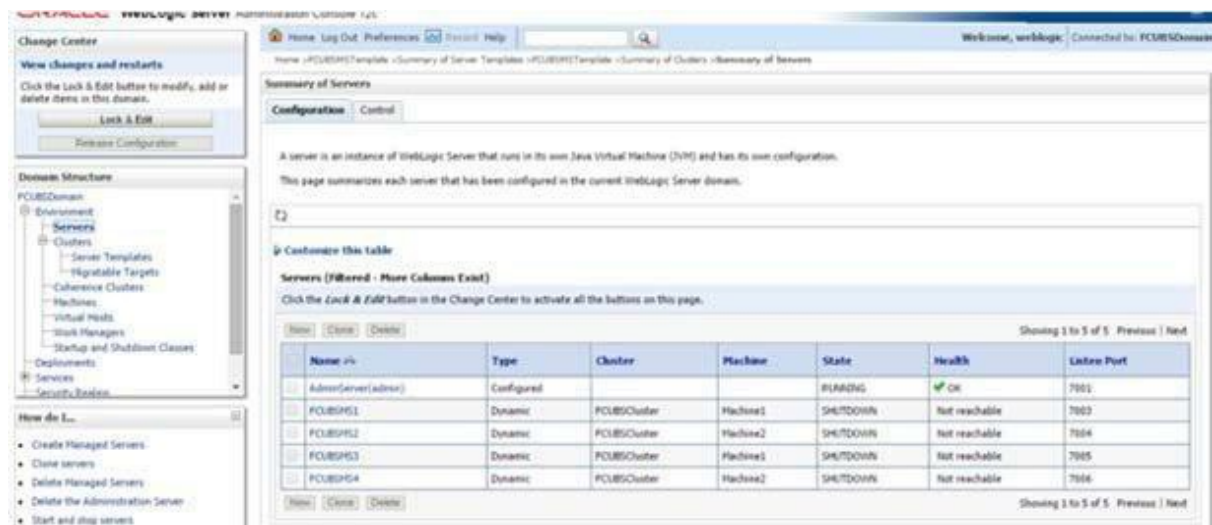 ORACLE WebLogic Server Administration Console 12c
Change Center
View changes and restarts
Click the Lock & Edit button to modify, add or
delete items in this domain.
Lock & Edit
Release Configuration
Domain Structure
FCUBSDomain
Environment
Servers
Clusters
Server Templates
Migratable Targets
Coherence Clusters
Machines
Virtual Hosts
Work Managers
Startup and Shutdown Classes
Deployments
Services
Security Realms
How do I...
Create Managed Servers
Clone servers
Delete Managed Servers
Delete the Administration Server
Start and stop servers
Home Log Out Preferences Record Help
Welcome, weblogic Connected to: FCUBSDomain
Home >FCUBSMSTemplate >Summary of Server Templates >FCUBSMSTemplate >Summary of Clusters >Summary of Servers
Summary of Servers
Configuration Control
A server is an instance of WebLogic Server that runs in its own Java Virtual Machine (JVM) and has its own configuration.
This page summarizes each server that has been configured in the current WebLogic Server domain.
Customize this table
Servers (Filtered - More Columns Exist)
Click the Lock & Edit button in the Change Center to activate all the buttons on this page.
New Clone Delete Showing 1 to 5 of 5 Previous | Next
Name Type Cluster Machine State Health Listen Port
AdminServer(admin) Configured RUNNING OK 7001
FCUBSMS1 Dynamic FCUBSCluster Machine1 SHUTDOWN Not reachable 7003
FCUBSMS2 Dynamic FCUBSCluster Machine2 SHUTDOWN Not reachable 7004
FCUBSMS3 Dynamic FCUBSCluster Machine1 SHUTDOWN Not reachable 7005
FCUBSMS4 Dynamic FCUBSCluster Machine2 SHUTDOWN Not reachable 7006
New Clone Delete Showing 1 to 5 of 5 Previous | Next